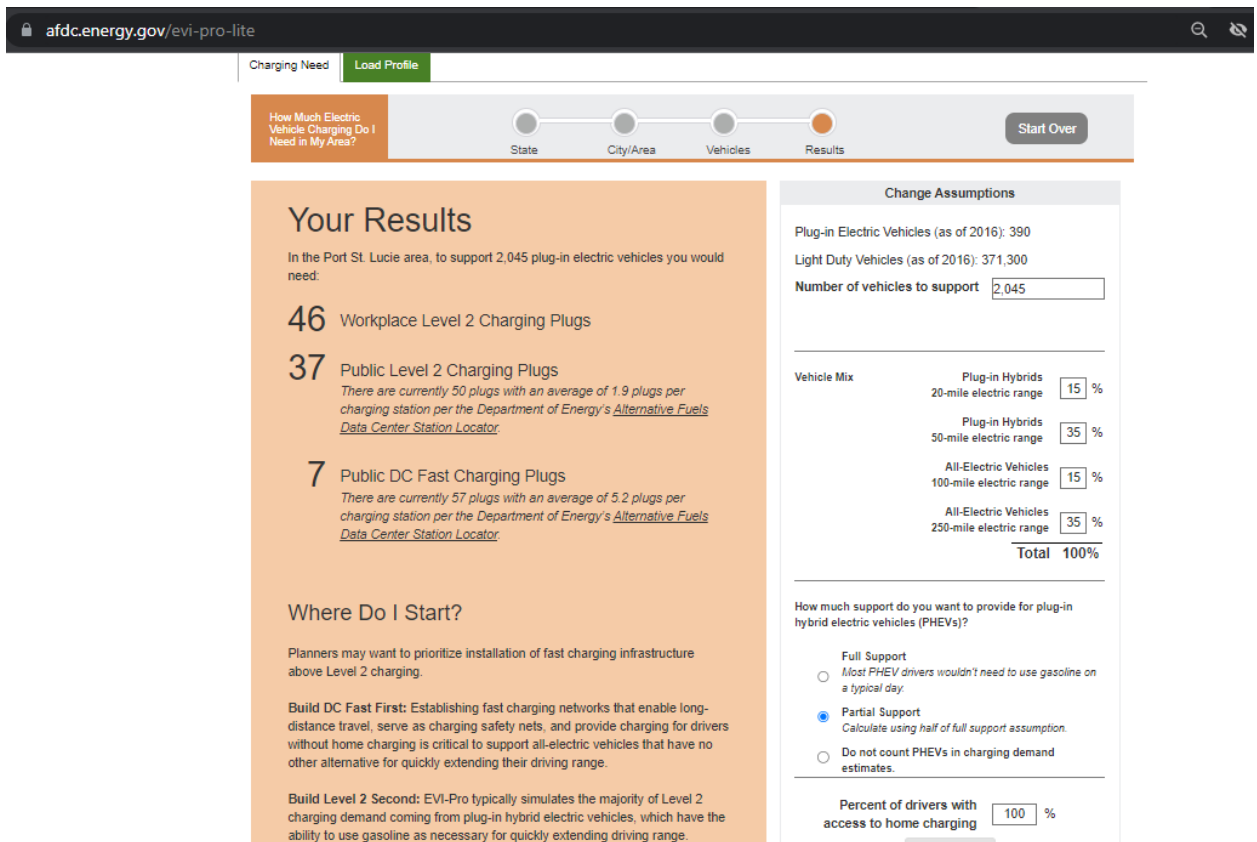 afdc.energy.gov/evi-pro-lite
Charging Need
Load Profile
How Much Electric
Vehicle Charging Do I
Need in My Area?
State
City/Area
Vehicles
Results
Start Over
Your Results
In the Port St. Lucie area, to support 2,045 plug-in electric vehicles you would
need:
46 Workplace Level 2 Charging Plugs
37 Public Level 2 Charging Plugs
There are currently 50 plugs with an average of 1.9 plugs per
charging station per the Department of Energy's Alternative Fuels
Data Center Station Locator.
7 Public DC Fast Charging Plugs
There are currently 57 plugs with an average of 5.2 plugs per
charging station per the Department of Energy's Alternative Fuels
Data Center Station Locator.
Where Do I Start?
Planners may want to prioritize installation of fast charging infrastructure
above Level 2 charging.
Build DC Fast First: Establishing fast charging networks that enable long-
distance travel, serve as charging safety nets, and provide charging for drivers
without home charging is critical to support all-electric vehicles that have no
other alternative for quickly extending their driving range.
Build Level 2 Second: EVI-Pro typically simulates the majority of Level 2
charging demand coming from plug-in hybrid electric vehicles, which have the
ability to use gasoline as necessary for quickly extending driving range.
Change Assumptions
Plug-in Electric Vehicles (as of 2016): 390
Light Duty Vehicles (as of 2016): 371,300
Number of vehicles to support 2,045
Vehicle Mix
Plug-in Hybrids
20-mile electric range 15 %
Plug-in Hybrids
50-mile electric range 35 %
All-Electric Vehicles
100-mile electric range 15 %
All-Electric Vehicles
250-mile electric range 35 %
Total 100%
How much support do you want to provide for plug-in
hybrid electric vehicles (PHEVs)?
Full Support
Most PHEV drivers wouldn't need to use gasoline on
a typical day.
Partial Support
Calculate using half of full support assumption.
Do not count PHEVs in charging demand
estimates.
Percent of drivers with
access to home charging 100 %